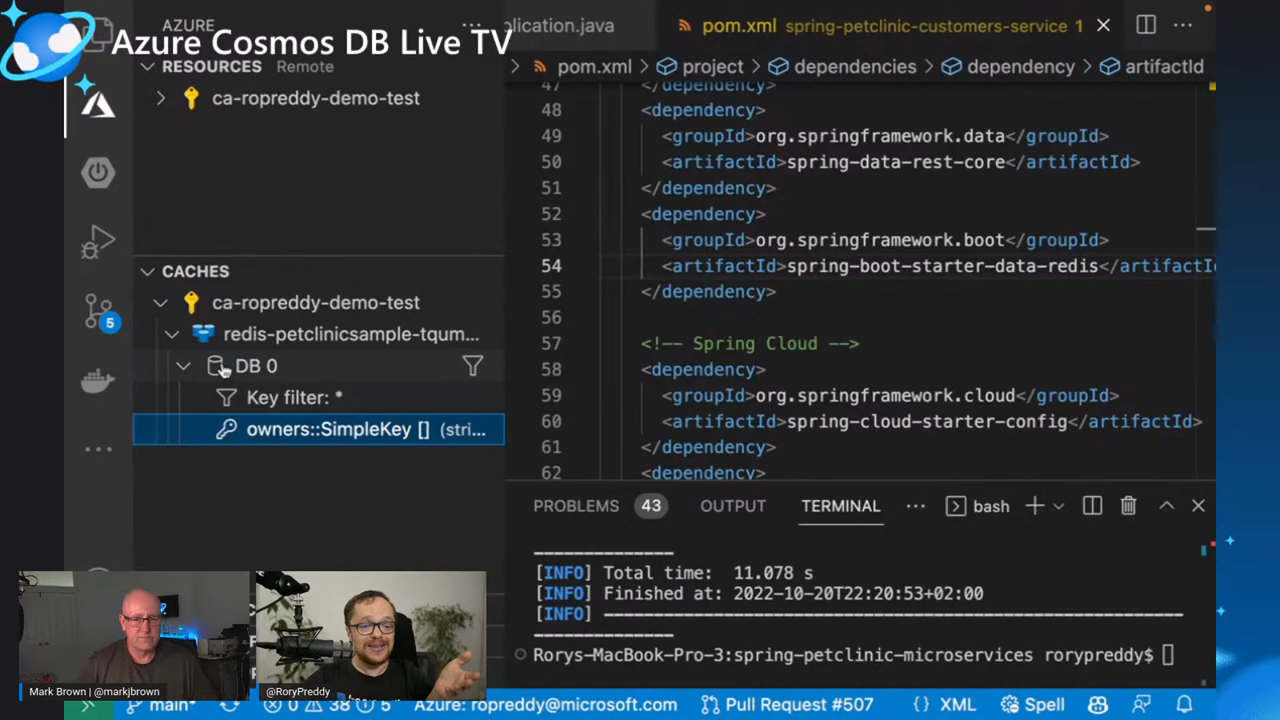 Azure Cosmos DB Live TV
AZURE
RESOURCES Remote
ca-ropreddy-demo-test
CACHES
ca-ropreddy-demo-test
redis-petclinicsample-tqum...
DB 0
Key filter: *
owners::SimpleKey [] (stri...
plication.java
pom.xml spring-petclinic-customers-service 1
pom.xml project dependencies dependency artifactId
47 </dependency>
48 <dependency>
49 <groupId>org.springframework.data</groupId>
50 <artifactId>spring-data-rest-core</artifactId>
51 </dependency>
52 <dependency>
53 <groupId>org.springframework.boot</groupId>
54 <artifactId>spring-boot-starter-data-redis</artifactId
55 </dependency>
56
57 <!-- Spring Cloud -->
58 <dependency>
59 <groupId>org.springframework.cloud</groupId>
60 <artifactId>spring-cloud-starter-config</artifactId>
61 </dependency>
62 <dependency>
PROBLEMS 43 OUTPUT TERMINAL ... bash
[INFO] Total time: 11.078 s
[INFO] Finished at: 2022-10-20T22:20:53+02:00
[INFO] ------------------------------------------------------------------------
Rorys-MacBook-Pro-3:spring-petclinic-microservices rorypreddy$
5
Mark Brown | @markjbrown
@RoryPreddy
main* 0 38 5 Azure: ropreddy@microsoft.com Pull Request #507 {} XML Spell